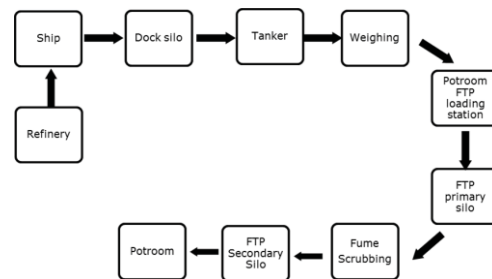 Ship
Dock silo
Tanker
Weighing
Potroom
FTP
loading
station
Refinery
FTP
primary
silo
Fume
Scrubbing
FTP
Secondary
Silo
Potroom